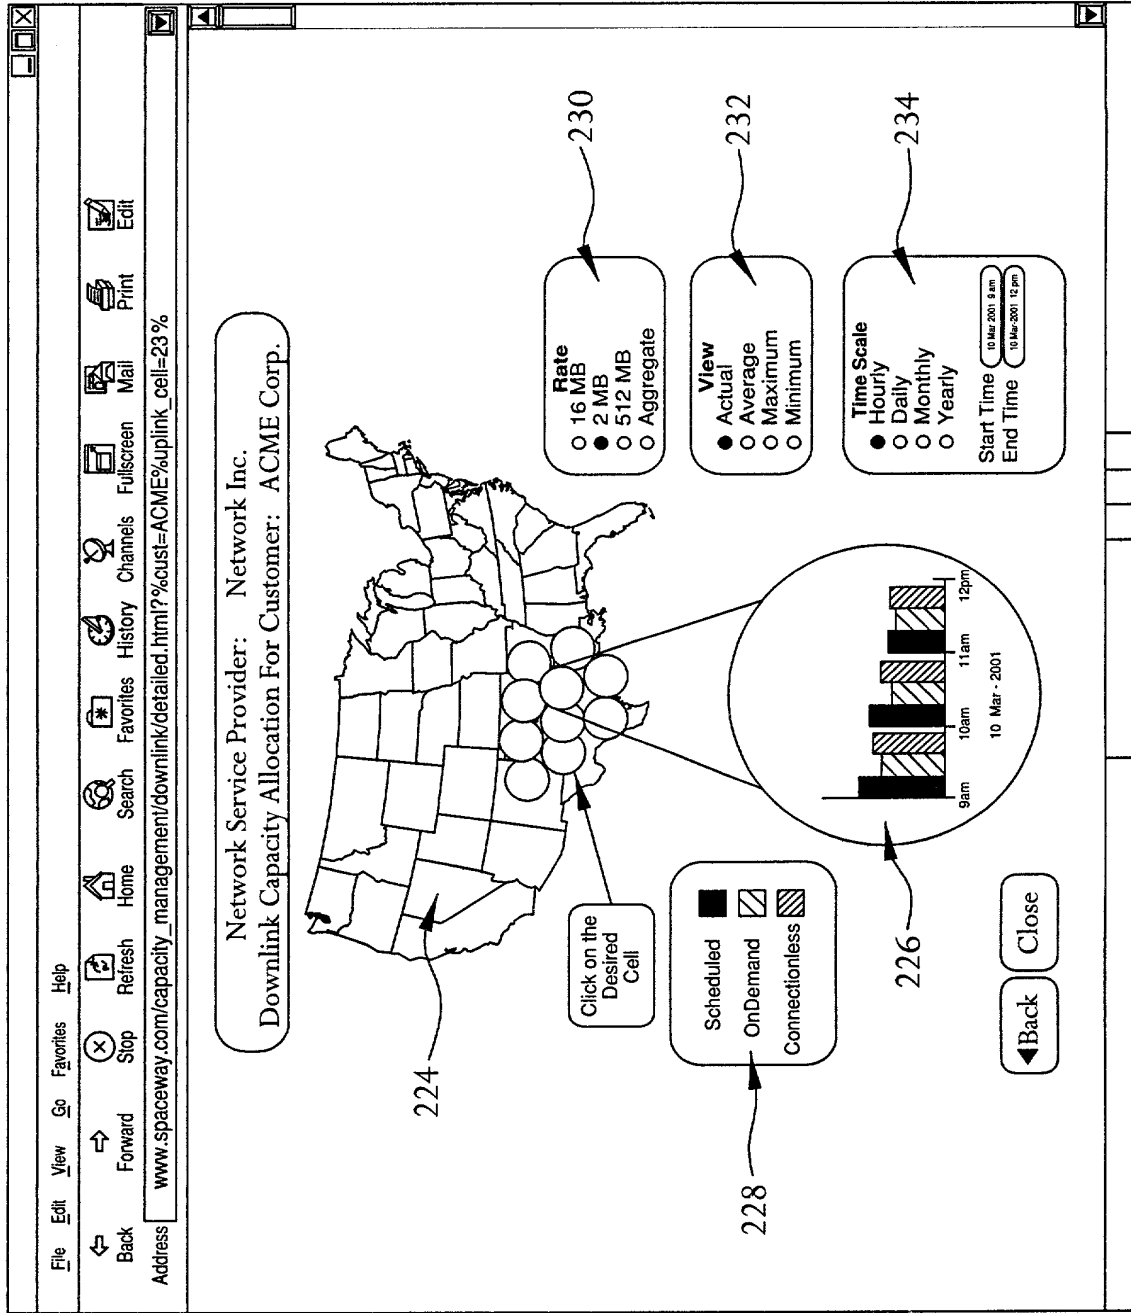 File Edit View Go Favorites Help
Back Forward Stop Refresh Home Search Favorites History Channels Fullscreen Mail Print Edit
Address www.spaceway.com/capacity_management/downlink/detailed.html?%cust=ACME%uplink_cell=23%
Network Service Provider: Network Inc.
Downlink Capacity Allocation For Customer: ACME Corp.
224
Click on the
Desired
Cell
228
Scheduled
OnDemand
Connectionless
226
9am 10am 11am 12pm
10 Mar - 2001
230
Rate
16 MB
2 MB
512 MB
Aggregate
232
View
Actual
Average
Maximum
Minimum
234
Time Scale
Hourly
Daily
Monthly
Yearly
Start Time 10 Mar 2001 9 am
End Time 10 Mar-2001 12 pm
Back Close